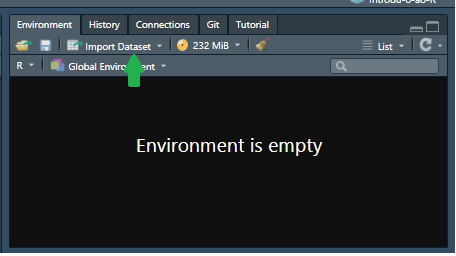 Introdu-o-ao-R
Environment History Connections Git Tutorial
Import Dataset 232 MiB List
R Global Environment
Environment is empty